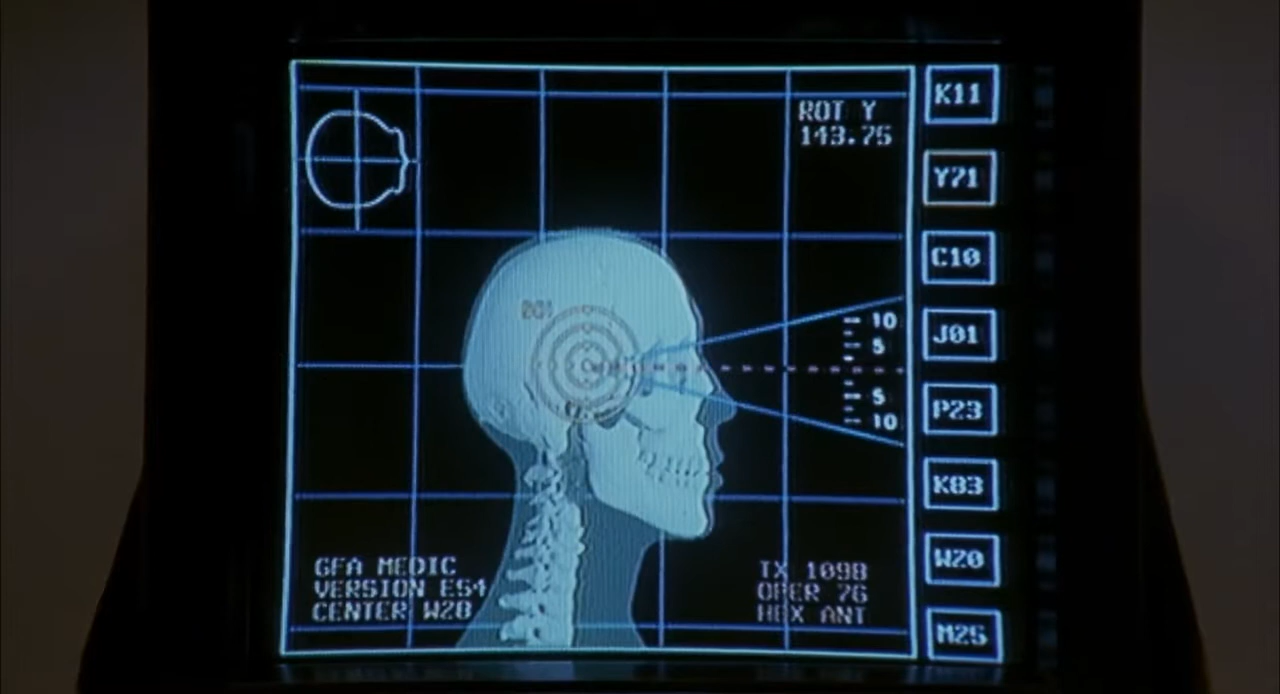 ROT Y
143.75
10
5
5
10
GFA MEDIC
VERSION E54
CENTER W20
TX 109B
OPER 76
HEX ANT
K11
Y71
C10
J01
P23
K83
W20
M25